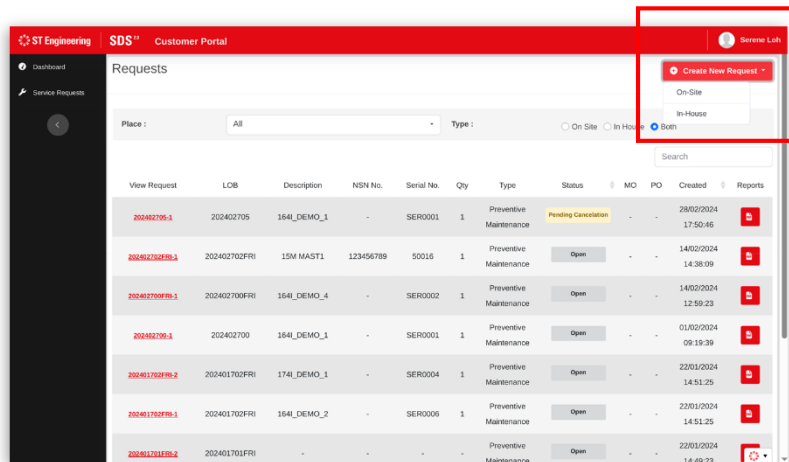 ST Engineering SDS Customer Portal Serene Loh
Dashboard
Service Requests
Requests
Create New Request
On-Site
In-House
Place : All Type : On Site In House Both
Search
View Request LOB Description NSN No. Serial No. Qty Type Status MO PO Created Reports
202402705-1 202402705 164I_DEMO_1 - SER0001 1 Preventive Maintenance Pending Cancelation - - 28/02/2024 17:50:46
202402702FRI-1 202402702FRI 15M MAST1 123456789 50016 1 Preventive Maintenance Open - - 14/02/2024 14:38:09
202402700FRI-1 202402700FRI 164I_DEMO_4 - SER0002 1 Preventive Maintenance Open - - 14/02/2024 12:59:23
202402700-1 202402700 164I_DEMO_1 - SER0001 1 Preventive Maintenance Open - - 01/02/2024 09:19:39
202401702FRI-2 202401702FRI 174I_DEMO_1 - SER0004 1 Preventive Maintenance Open - - 22/01/2024 14:51:25
202401702FRI-1 202401702FRI 164I_DEMO_2 - SER0006 1 Preventive Maintenance Open - - 22/01/2024 14:51:25
202401701FRI-2 202401701FRI - - - - Preventive Maintenance Open - - 22/01/2024 14:49:23